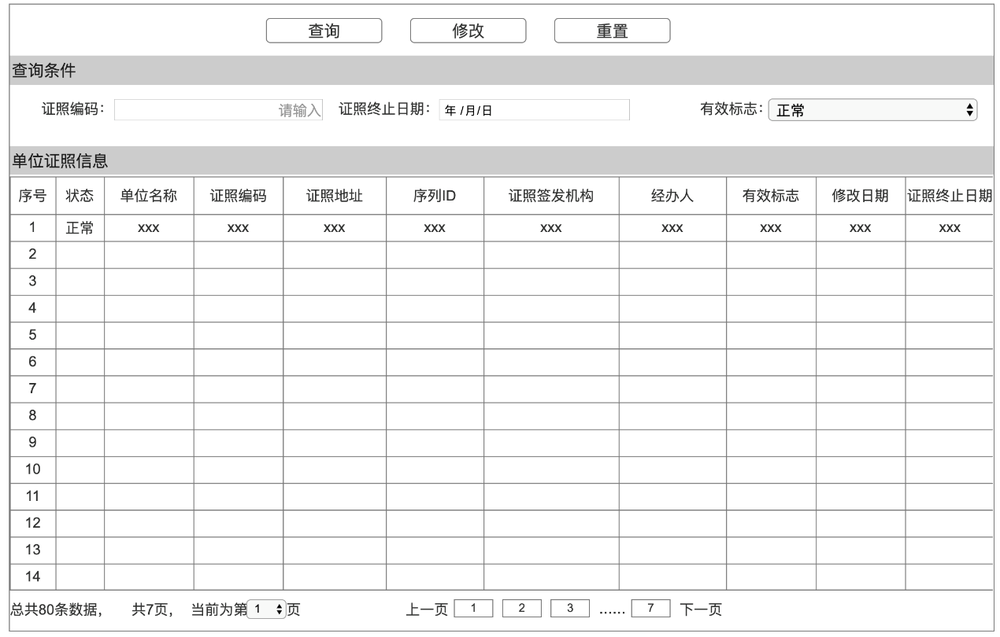 查询 修改 重置
查询条件
证照编码： 请输入 证照终止日期： 年 /月/日 有效标志： 正常
单位证照信息
序号 状态 单位名称 证照编码 证照地址 序列ID 证照签发机构 经办人 有效标志 修改日期 证照终止日期
1 正常 xxx xxx xxx xxx xxx xxx xxx xxx xxx
2
3
4
5
6
7
8
9
10
11
12
13
14
总共80条数据， 共7页， 当前为第 1 页 上一页 1 2 3 …… 7 下一页